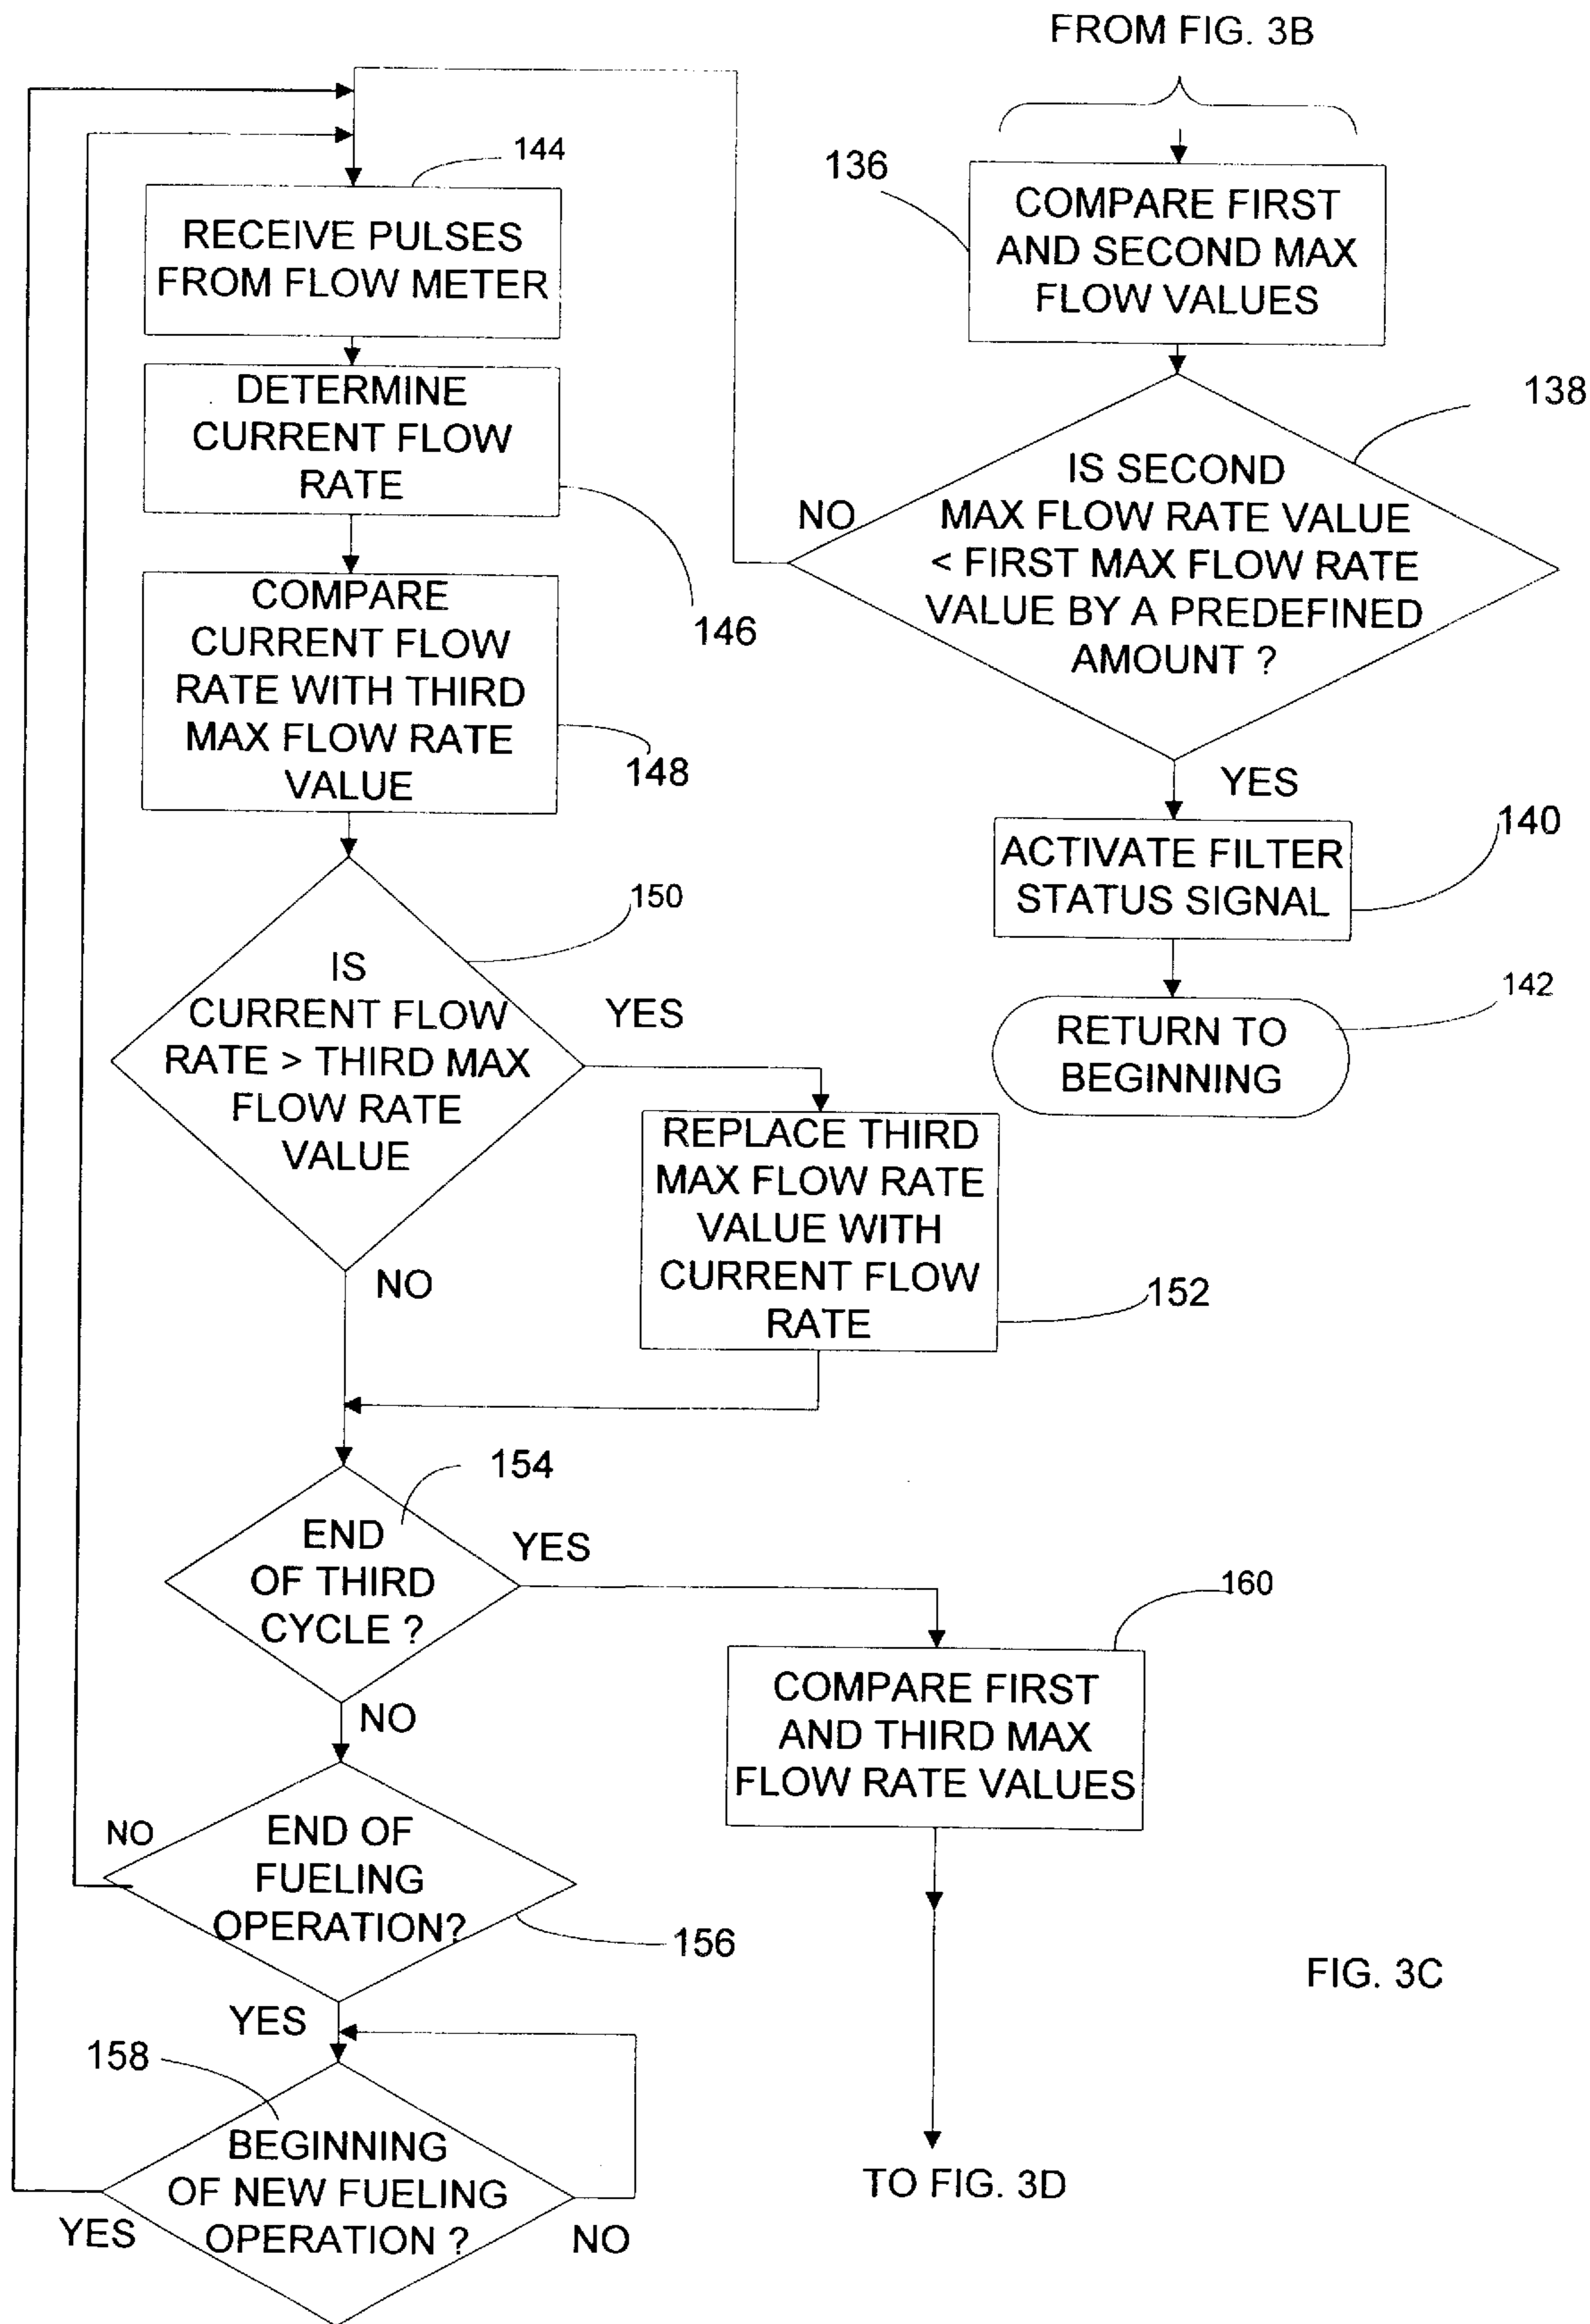 FROM FIG. 3B
136
COMPARE FIRST
AND SECOND MAX
FLOW VALUES
138
IS SECOND
MAX FLOW RATE VALUE
< FIRST MAX FLOW RATE
VALUE BY A PREDEFINED
AMOUNT ?
NO
YES
140
ACTIVATE FILTER
STATUS SIGNAL
142
RETURN TO
BEGINNING
144
RECEIVE PULSES
FROM FLOW METER
DETERMINE
CURRENT FLOW
RATE
146
COMPARE
CURRENT FLOW
RATE WITH THIRD
MAX FLOW RATE
VALUE
148
150
IS
CURRENT FLOW
RATE > THIRD MAX
FLOW RATE
VALUE
YES
NO
REPLACE THIRD
MAX FLOW RATE
VALUE WITH
CURRENT FLOW
RATE
152
154
END
OF THIRD
CYCLE ?
YES
NO
160
COMPARE FIRST
AND THIRD MAX
FLOW RATE VALUES
NO
END OF
FUELING
OPERATION?
156
YES
158
BEGINNING
OF NEW FUELING
OPERATION ?
YES
NO
TO FIG. 3D
FIG. 3C